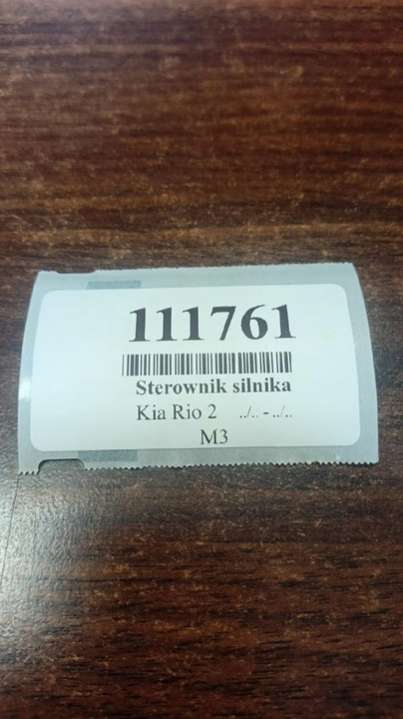 111761
Sterownik silnika
Kia Rio 2 ../.. - ../..
M3